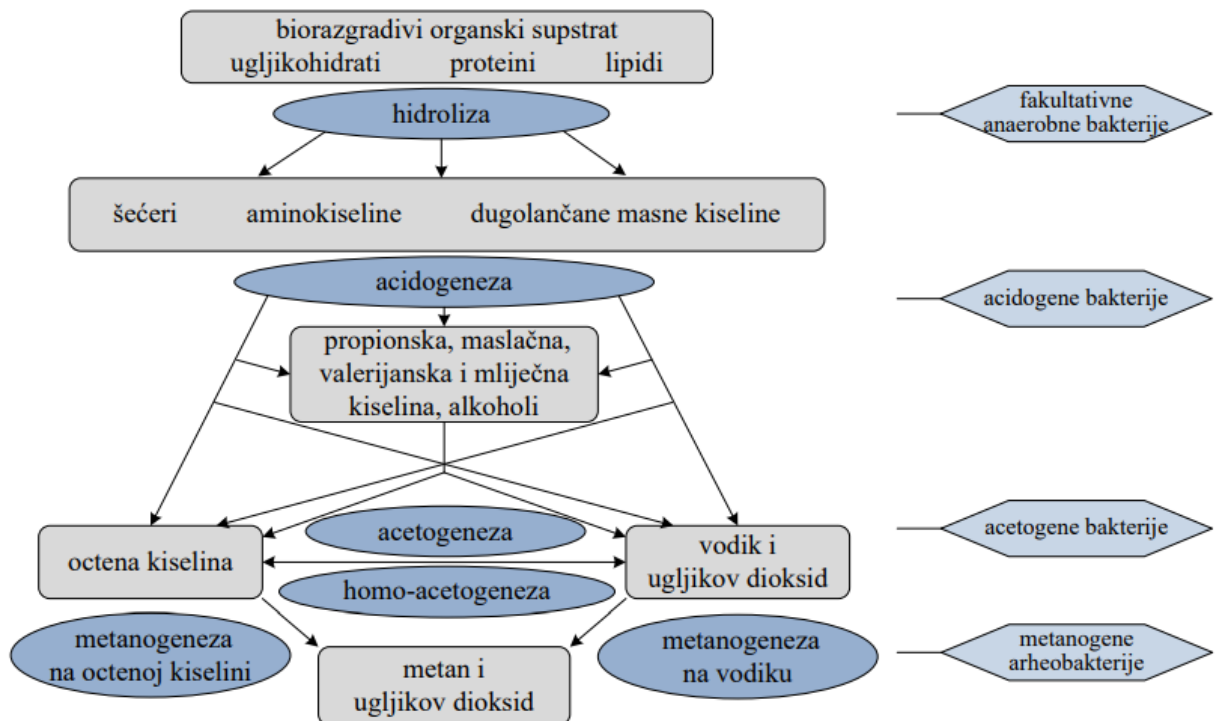 biorazgradivi organski supstrat
ugljikohidrati proteini lipidi
hidroliza
fakultativne
anaerobne bakterije
šećeri aminokiseline dugolančane masne kiseline
acidogeneza
acidogene bakterije
propionska, maslačna,
valerijanska i mliječna
kiselina, alkoholi
octena kiselina
acetogeneza
homo-acetogeneza
vodik i
ugljikov dioksid
acetogene bakterije
metanogeneza
na octenoj kiselini
metan i
ugljikov dioksid
metanogeneza
na vodiku
metanogene
arheobakterije